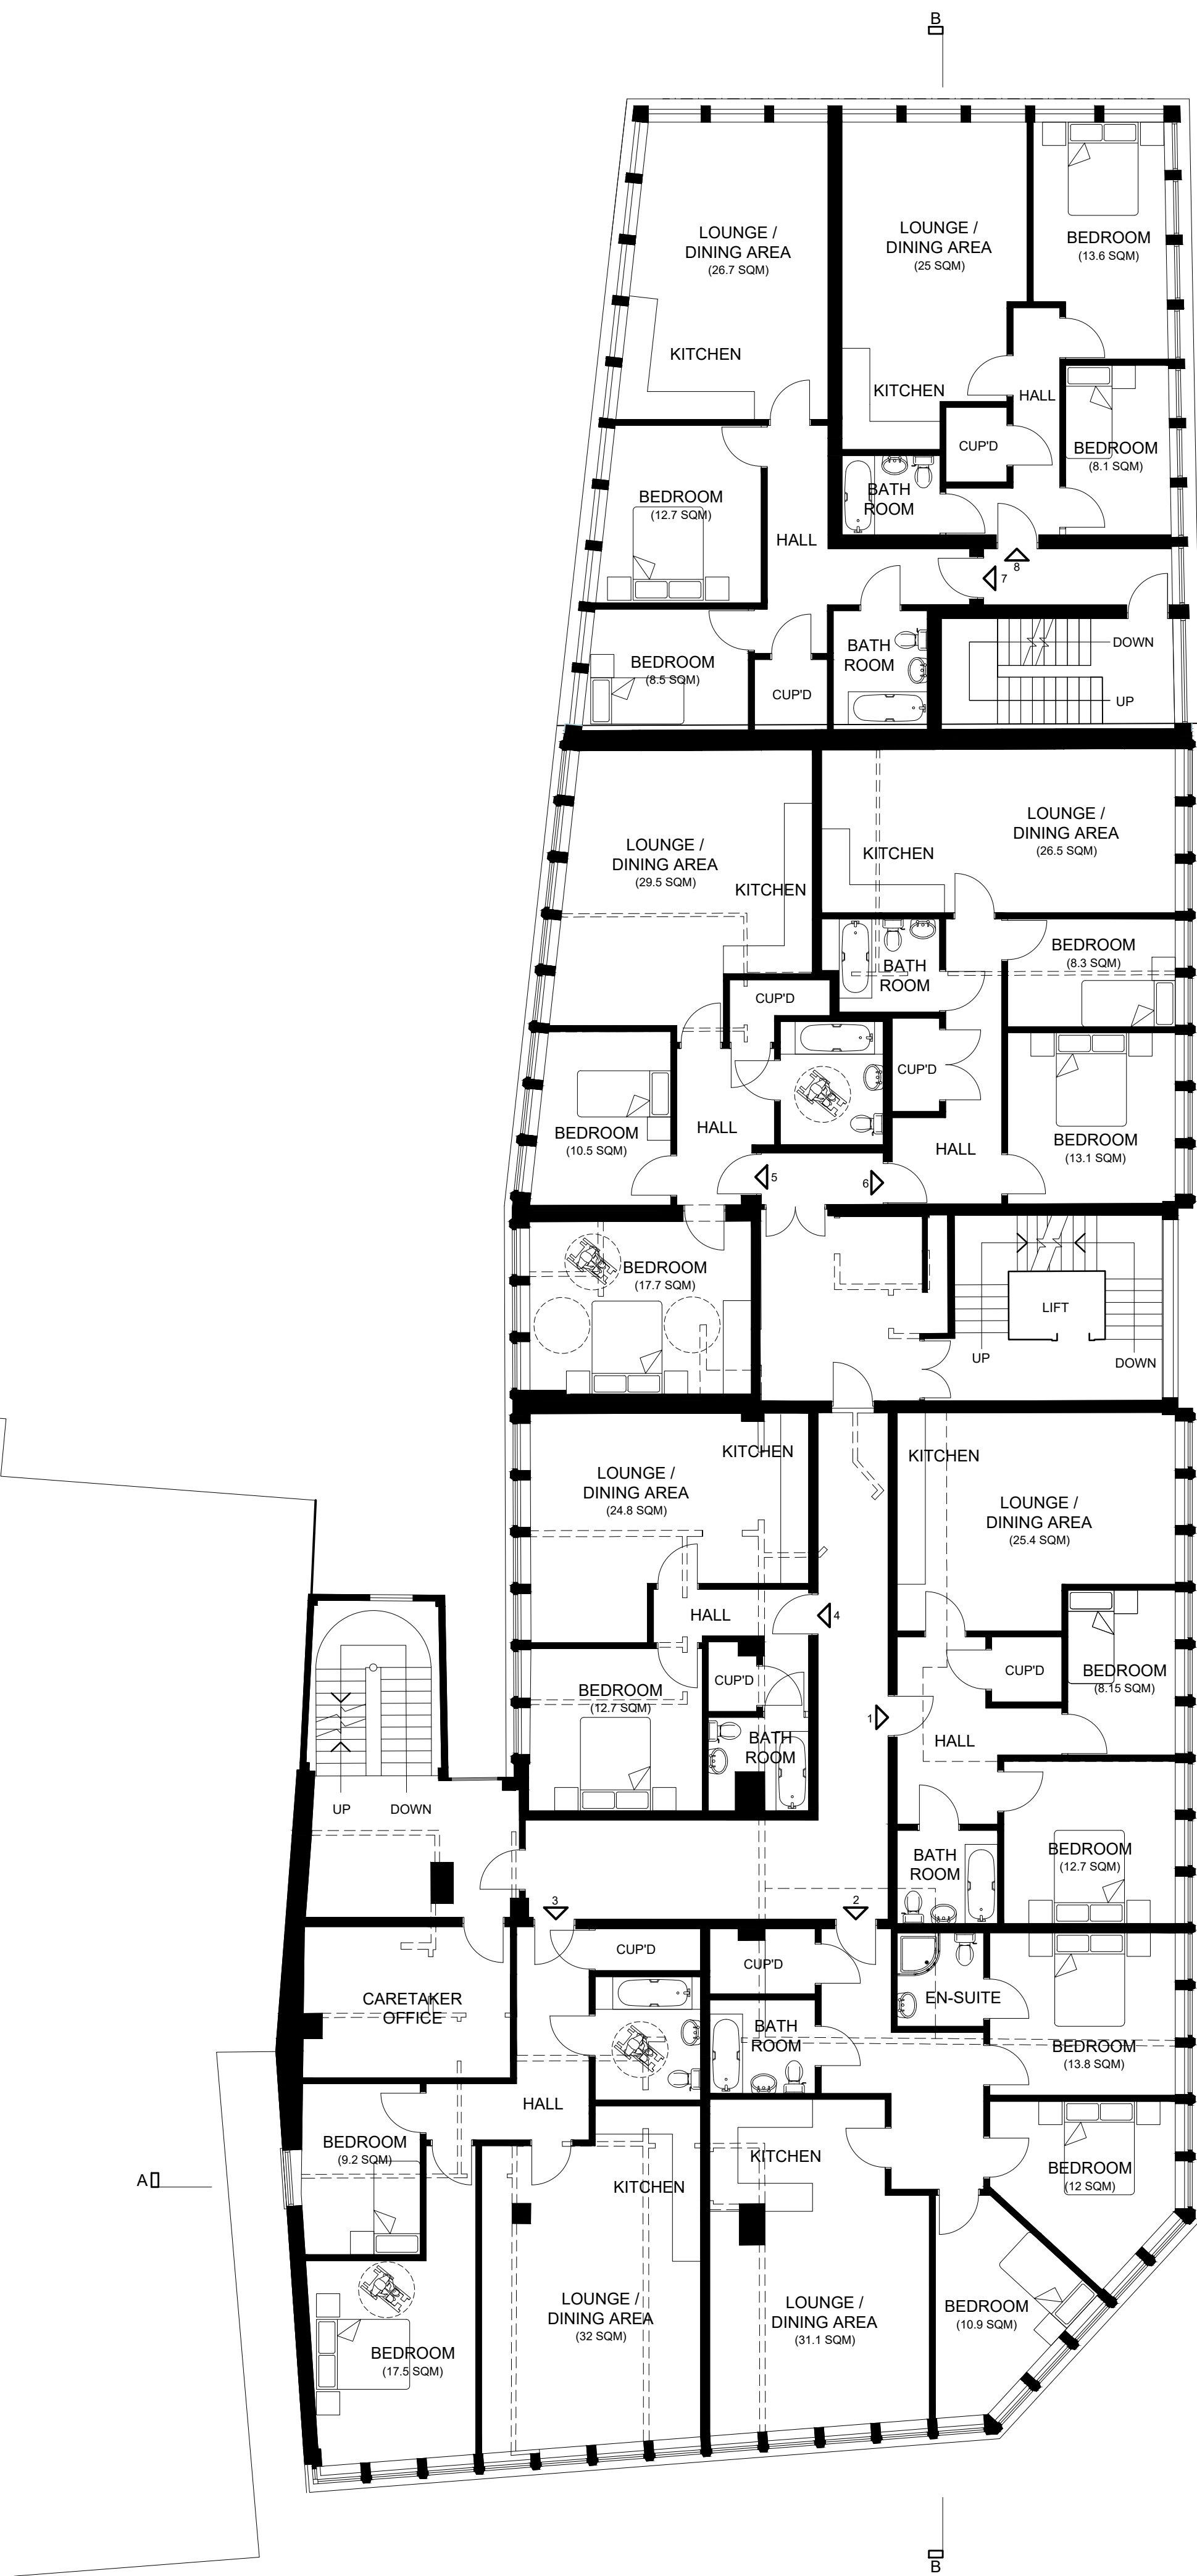 B
LOUNGE /
DINING AREA
(26.7 SQM)
LOUNGE /
DINING AREA
(25 SQM)
BEDROOM
(13.6 SQM)
KITCHEN
KITCHEN
HALL
CUP'D
BEDROOM
(8.1 SQM)
BATH
ROOM
BEDROOM
(12.7 SQM)
HALL
8
7
BEDROOM
(8.5 SQM)
BATH
ROOM
CUP'D
DOWN
UP
LOUNGE /
DINING AREA
(29.5 SQM)
KITCHEN
LOUNGE /
DINING AREA
(26.5 SQM)
KITCHEN
BEDROOM
(8.3 SQM)
BATH
ROOM
CUP'D
CUP'D
BEDROOM
(10.5 SQM)
HALL
HALL
BEDROOM
(13.1 SQM)
5
6
BEDROOM
(17.7 SQM)
LIFT
UP
DOWN
KITCHEN
LOUNGE /
DINING AREA
(24.8 SQM)
KITCHEN
LOUNGE /
DINING AREA
(25.4 SQM)
HALL
4
CUP'D
BEDROOM
(12.7 SQM)
CUP'D
BEDROOM
(8.15 SQM)
1
HALL
BATH
ROOM
UP
DOWN
BATH
ROOM
BEDROOM
(12.7 SQM)
3
2
CUP'D
CUP'D
CARETAKER
OFFICE
EN-SUITE
BATH
ROOM
BEDROOM
(13.8 SQM)
HALL
BEDROOM
(9.2 SQM)
KITCHEN
KITCHEN
BEDROOM
(12 SQM)
A
LOUNGE /
DINING AREA
(32 SQM)
LOUNGE /
DINING AREA
(31.1 SQM)
BEDROOM
(10.9 SQM)
BEDROOM
(17.5 SQM)
B